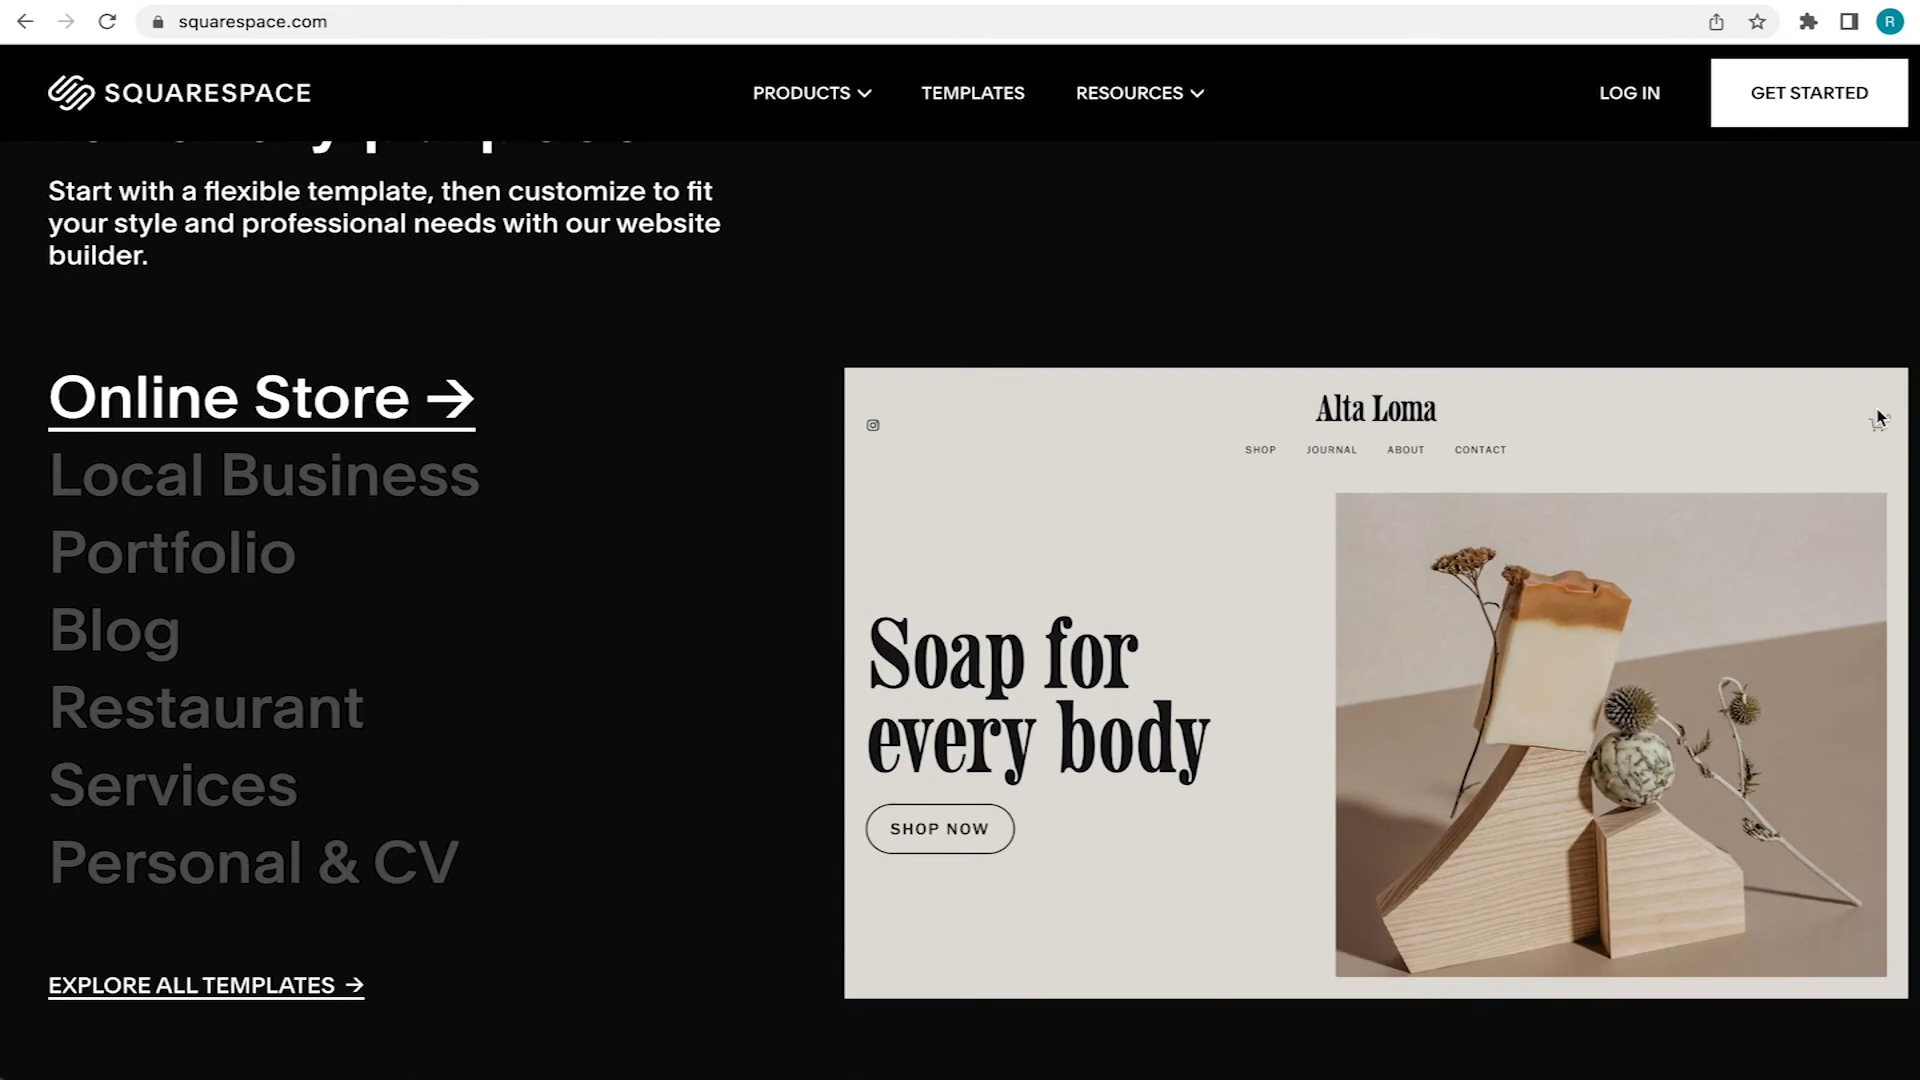 squarespace.com
R
SQUARESPACE
PRODUCTS
TEMPLATES
RESOURCES
LOG IN
GET STARTED
Start with a flexible template, then customize to fit
your style and professional needs with our website
builder.
Online Store →
Local Business
Portfolio
Blog
Restaurant
Services
Personal & CV
EXPLORE ALL TEMPLATES →
Alta Loma
SHOP
JOURNAL
ABOUT
CONTACT
Soap for
every body
SHOP NOW